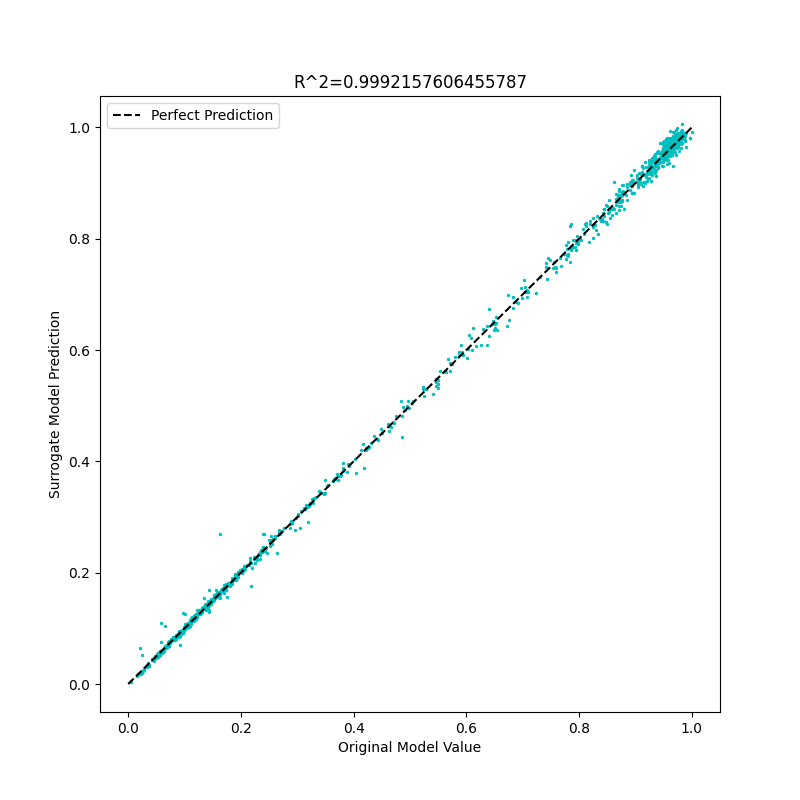 R^2=0.9992157606455787
Perfect Prediction
1.0
0.8
0.6
0.4
0.2
0.0
Surrogate Model Prediction
0.0 0.2 0.4 0.6 0.8 1.0
Original Model Value